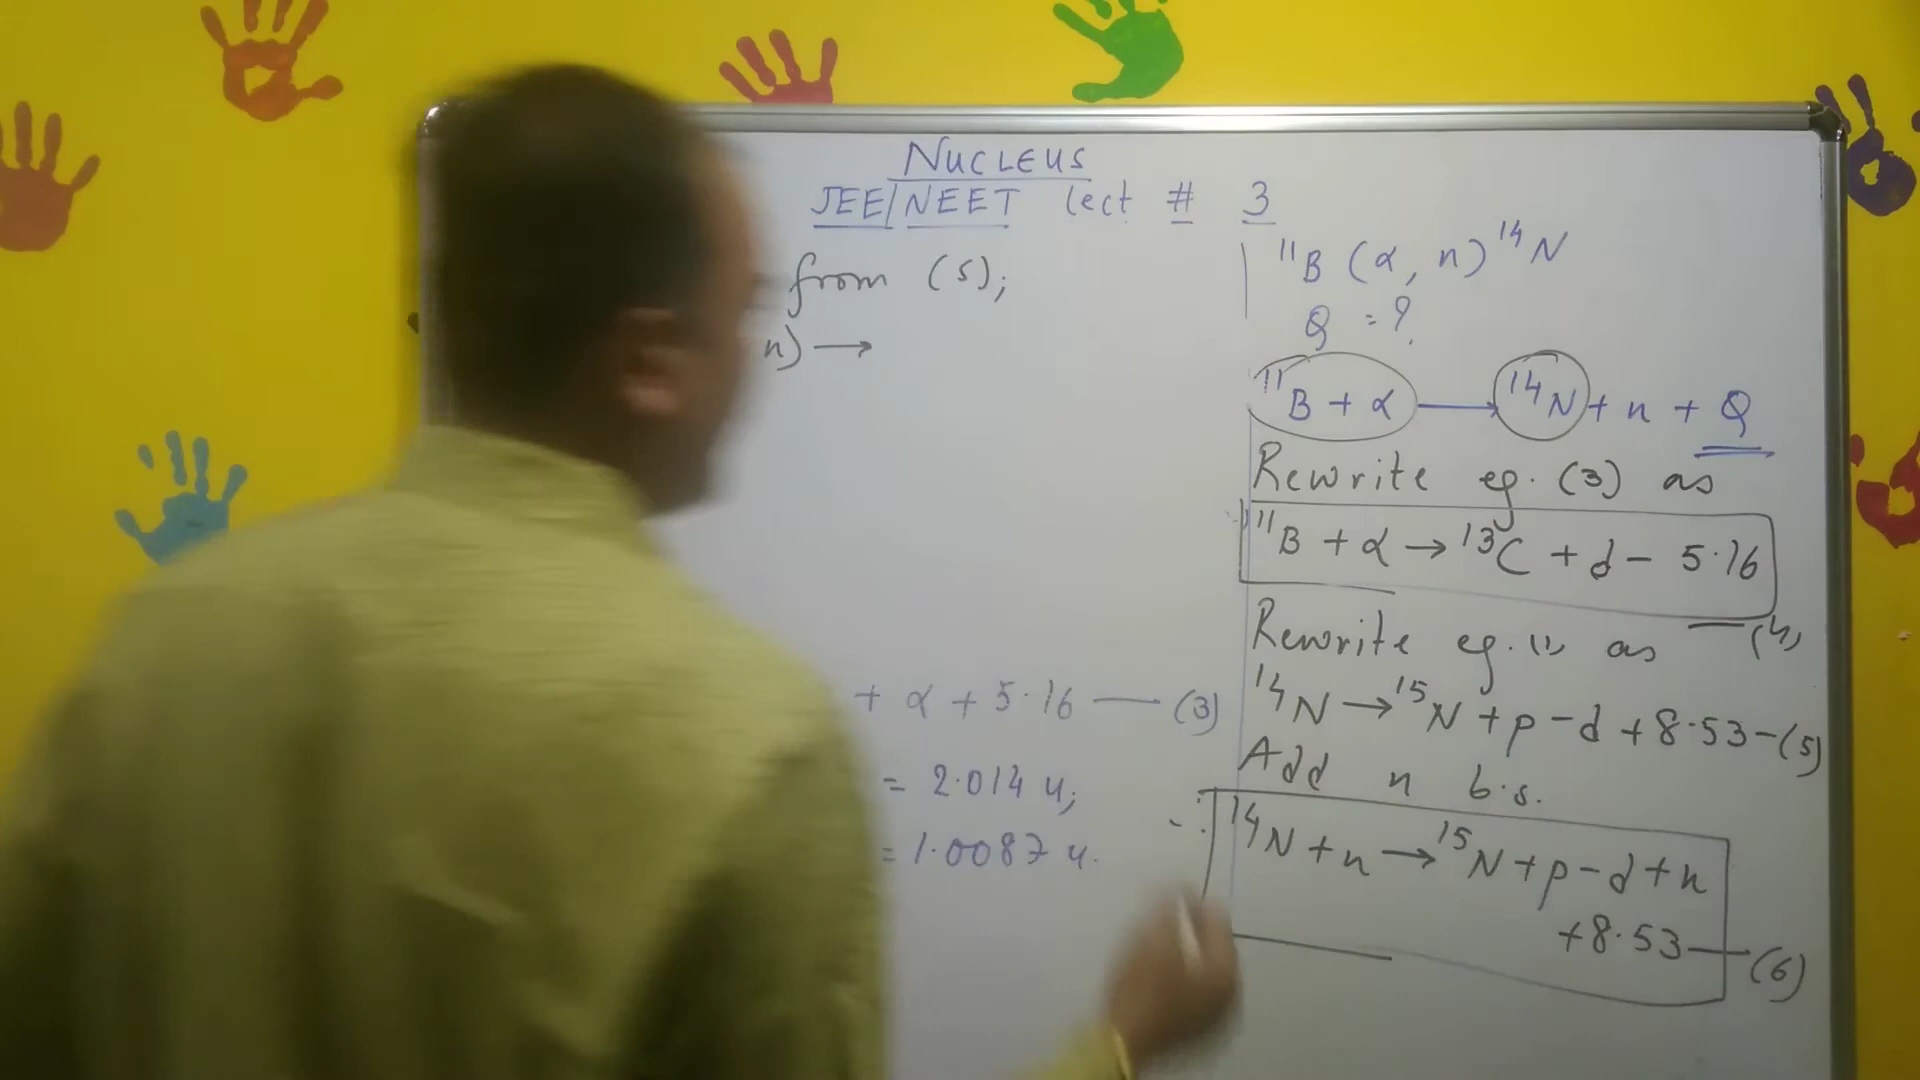 NUCLEUS
JEE/NEET lect # 3
from (5);
n) →
+ α + 5.16 — (3)
= 2.014 u;
= 1.0087 u.
¹¹B (α, n) ¹⁴N
Q = ?
¹¹B + α → ¹⁴N + n + Q
Rewrite eq. (3) as
¹¹B + α → ¹³C + d - 5.16
— (4)
Rewrite eq. (1) as
¹⁴N → ¹⁵N + p - d + 8.53 - (5)
Add n b.s.
¹⁴N + n → ¹⁵N + p - d + n
+ 8.53 — (6)